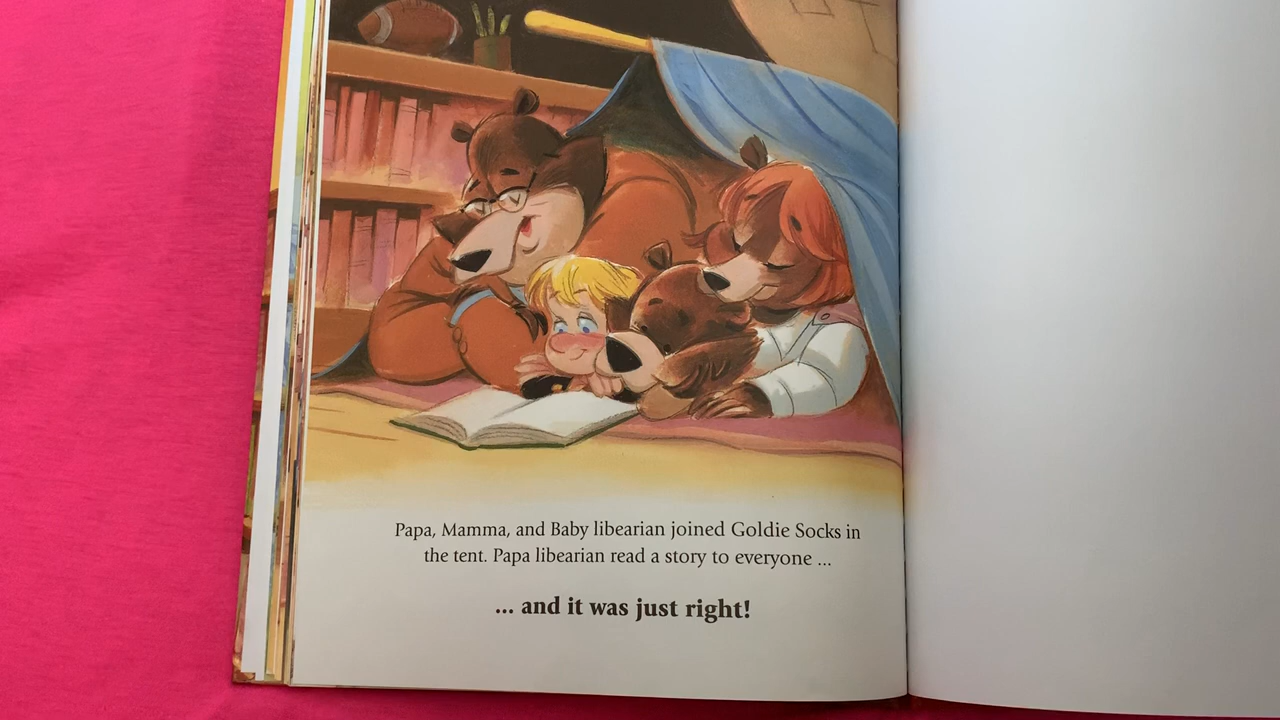 Papa, Mamma, and Baby libearian joined Goldie Socks in
the tent. Papa libearian read a story to everyone ...
... and it was just right!